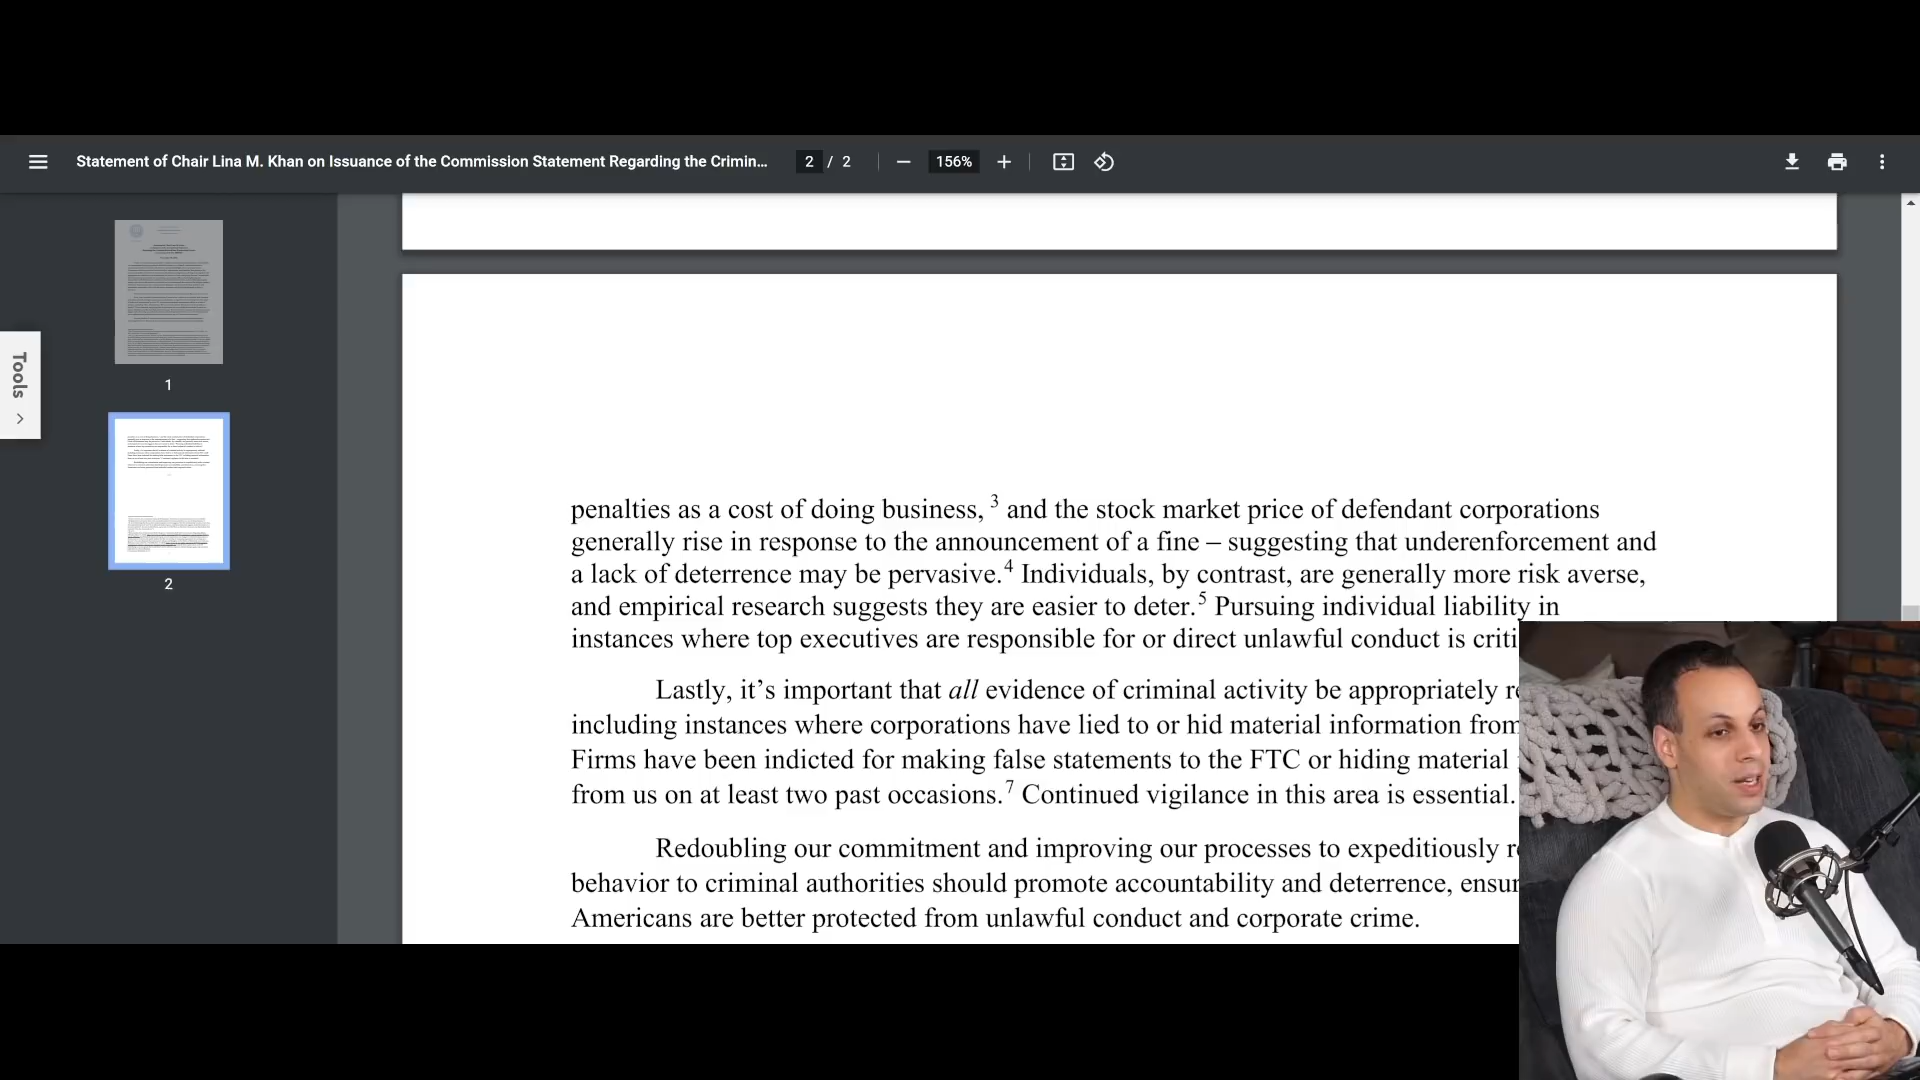 Statement of Chair Lina M. Khan on Issuance of the Commission Statement Regarding the Crimin...
2 / 2
156%
Tools
1
2
penalties as a cost of doing business, 3 and the stock market price of defendant corporations
generally rise in response to the announcement of a fine – suggesting that underenforcement and
a lack of deterrence may be pervasive.4 Individuals, by contrast, are generally more risk averse,
and empirical research suggests they are easier to deter.5 Pursuing individual liability in
instances where top executives are responsible for or direct unlawful conduct is criti
Lastly, it’s important that all evidence of criminal activity be appropriately r
including instances where corporations have lied to or hid material information from
Firms have been indicted for making false statements to the FTC or hiding material
from us on at least two past occasions.7 Continued vigilance in this area is essential.
Redoubling our commitment and improving our processes to expeditiously r
behavior to criminal authorities should promote accountability and deterrence, ensur
Americans are better protected from unlawful conduct and corporate crime.